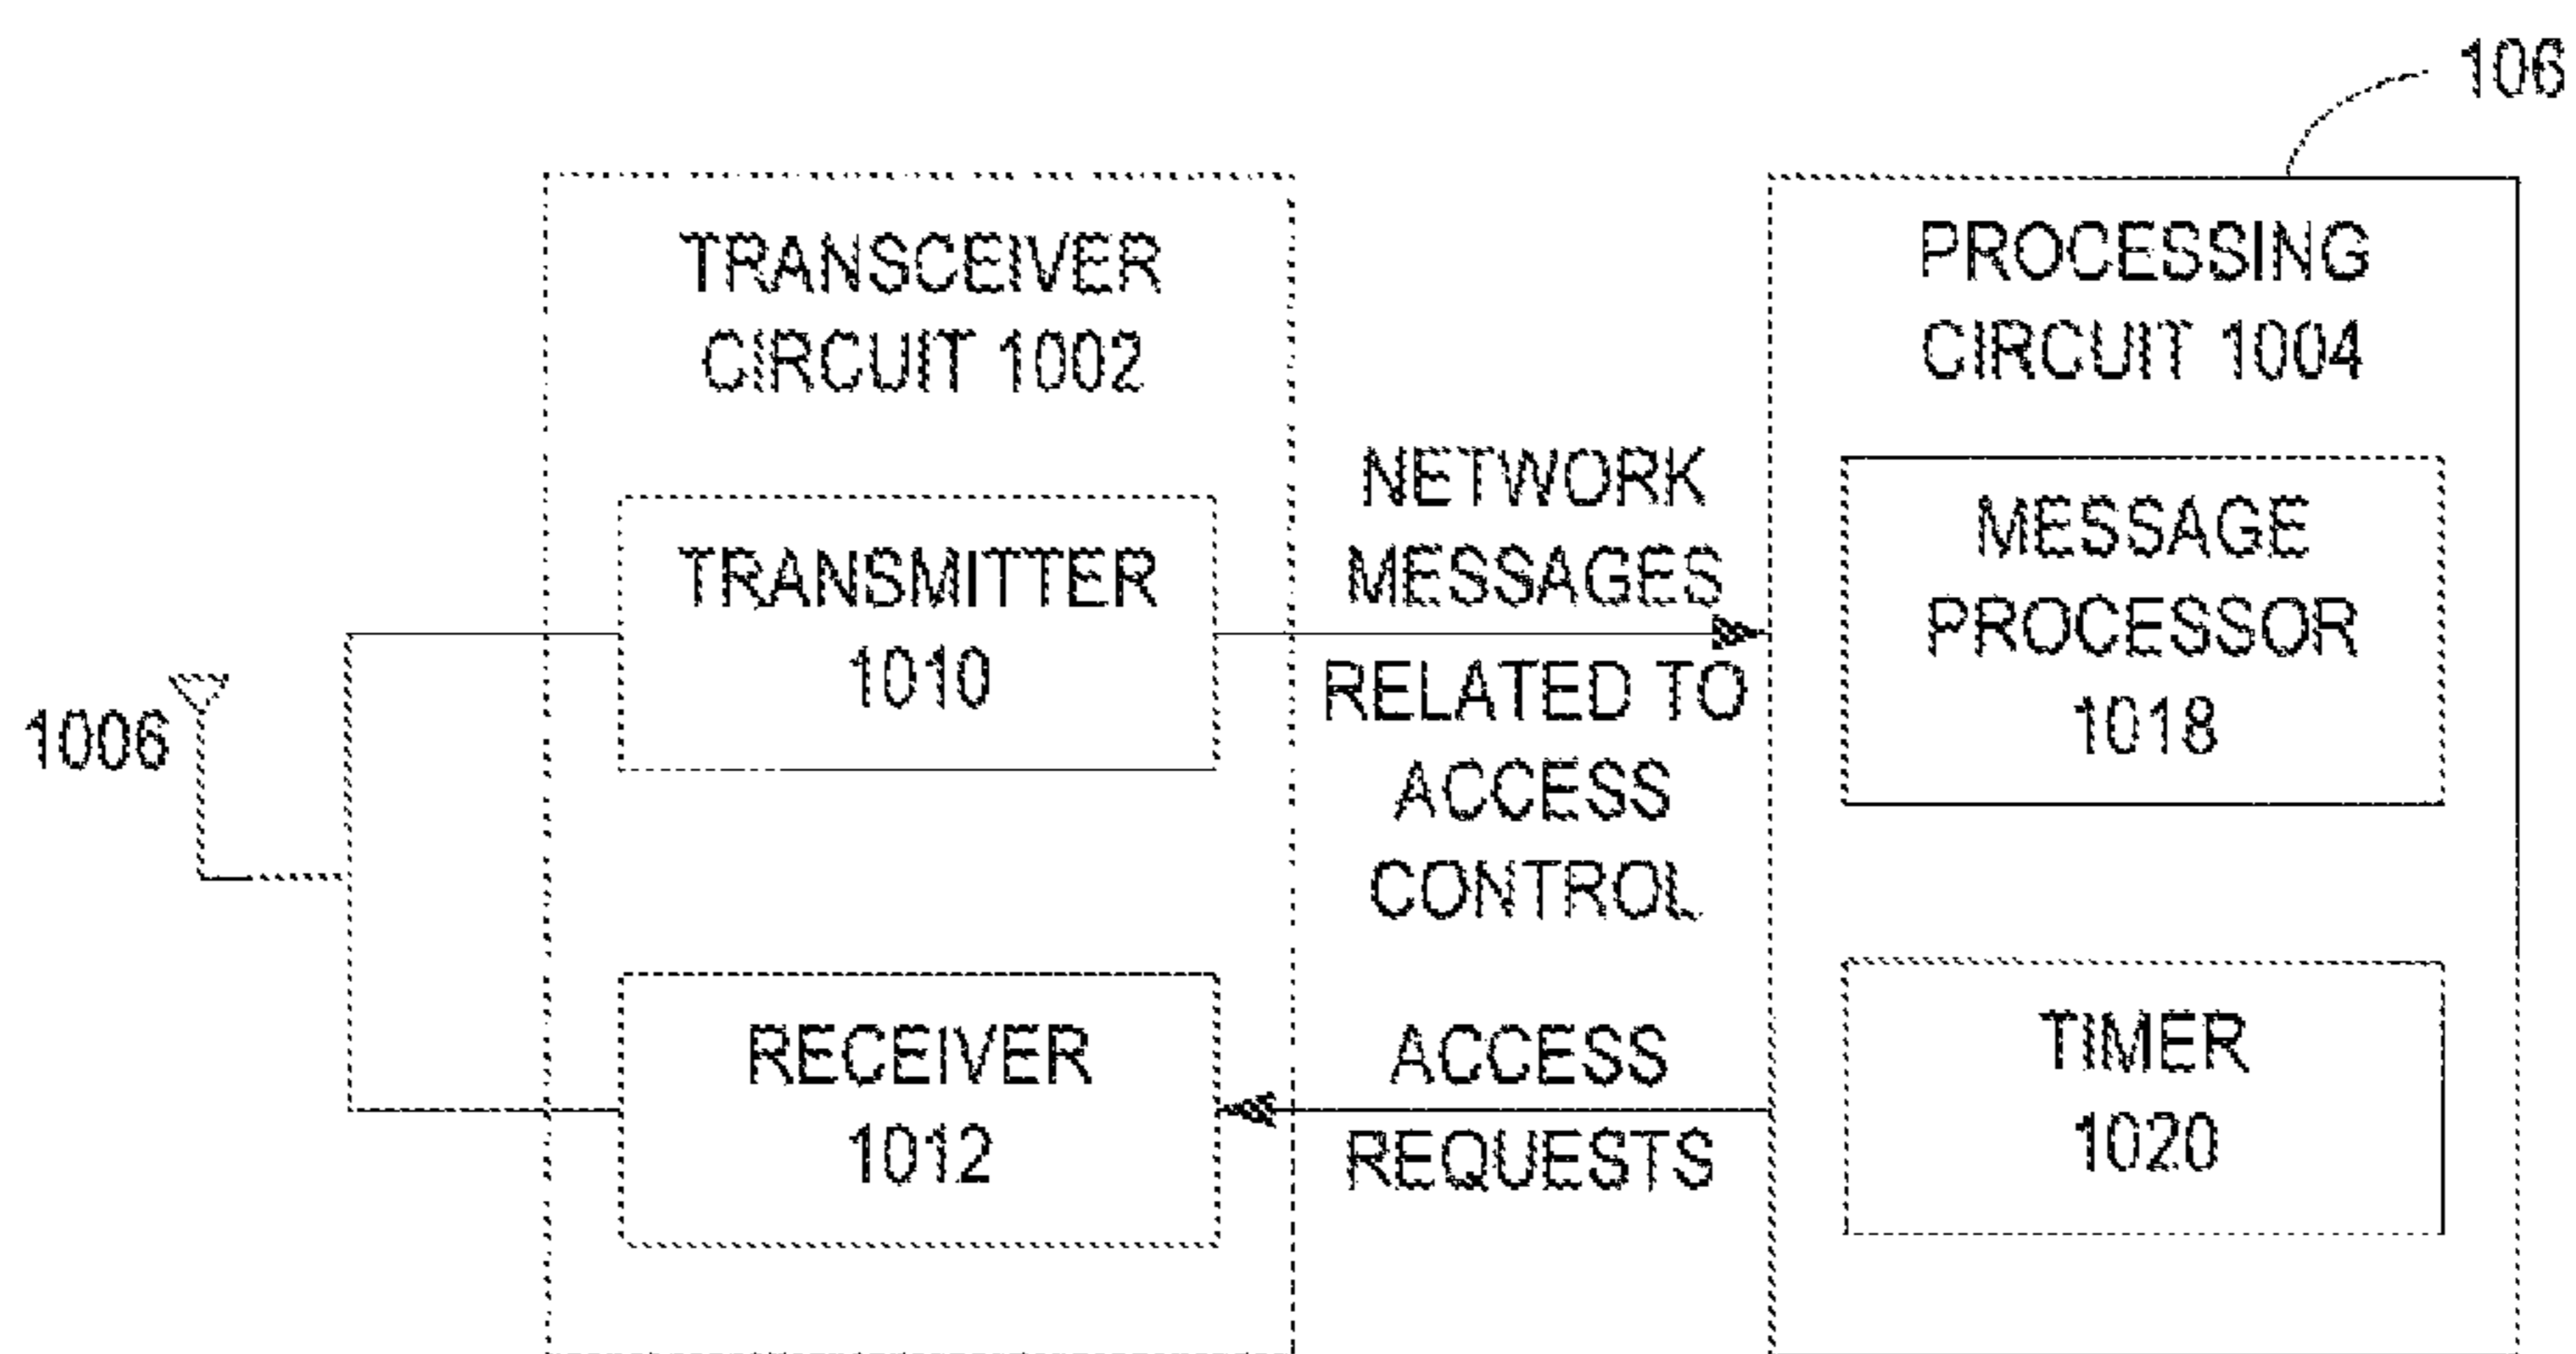 106
TRANSCEIVER
CIRCUIT 1002
PROCESSING
CIRCUIT 1004
NETWORK
MESSAGES
RELATED TO
ACCESS
CONTROL
TRANSMITTER
1010
MESSAGE
PROCESSOR
1018
1006
RECEIVER
1012
ACCESS
REQUESTS
TIMER
1020